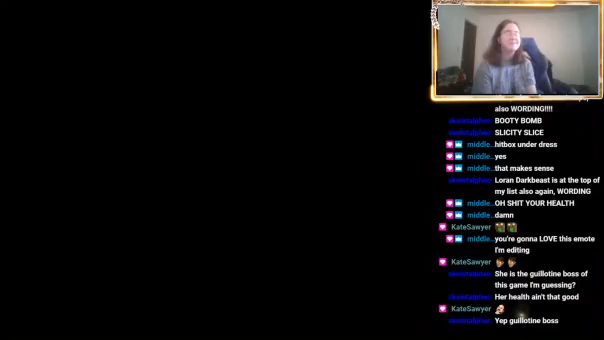 also WORDING!!!!
BOOTY BOMB
SLICITY SLICE
middle.. hitbox under dress
middle.. yes
middle.. that makes sense
Loran Darkbeast is at the top of
my list also again, WORDING
middle.. OH SHIT YOUR HEALTH
middle.. damn
KateSawyer
middle.. you're gonna LOVE this emote
I'm editing
KateSawyer
She is the guillotine boss of
this game I'm guessing?
Her health ain't that good
KateSawyer
Yep guillotine boss